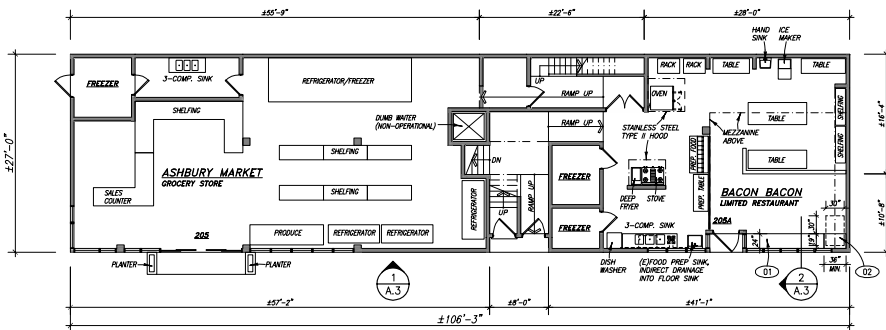 ±55'-9"
±22'-6"
±28'-0"
HAND
SINK
ICE
MAKER
FREEZER
3-COMP. SINK
REFRIGERATOR/FREEZER
UP
RAMP UP
RACK
RACK
TABLE
TABLE
OVEN
SHELFING
DUMB WAITER
(NON-OPERATIONAL)
RAMP UP
STAINLESS STEEL
TYPE II HOOD
MEZZANINE
ABOVE
TABLE
SHELFING
SHELFING
±16'-4"
±27'-0"
ASHBURY MARKET
GROCERY STORE
SHELFING
DN
PREP. FOOD
TABLE
FREEZER
DEEP
FRYER
STOVE
PREP. TABLE
BACON BACON
LIMITED RESTAURANT
SALES
COUNTER
SHELFING
REFRIGERATOR
UP
RAMP UP
FREEZER
3-COMP. SINK
205A
30"
±10'-8"
205
PRODUCE
REFRIGERATOR
REFRIGERATOR
UP
24"
19"
30"
PLANTER
PLANTER
DISH
WASHER
(E)FOOD PREP SINK,
INDIRECT DRAINAGE
INTO FLOOR SINK
01
36"
MIN.
02
1
A.3
2
A.3
±57'-2"
±8'-0"
±41'-1"
±106'-3"